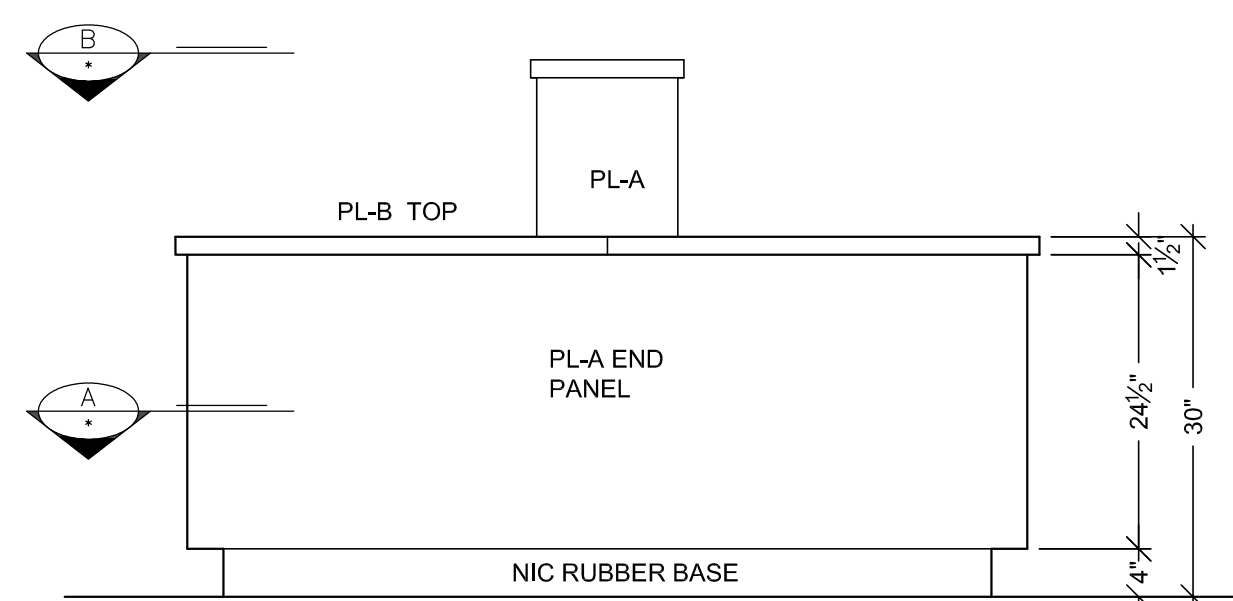 B
*
PL-A
PL-B TOP
1½"
PL-A END
PANEL
24½"
30"
A
*
NIC RUBBER BASE
4"